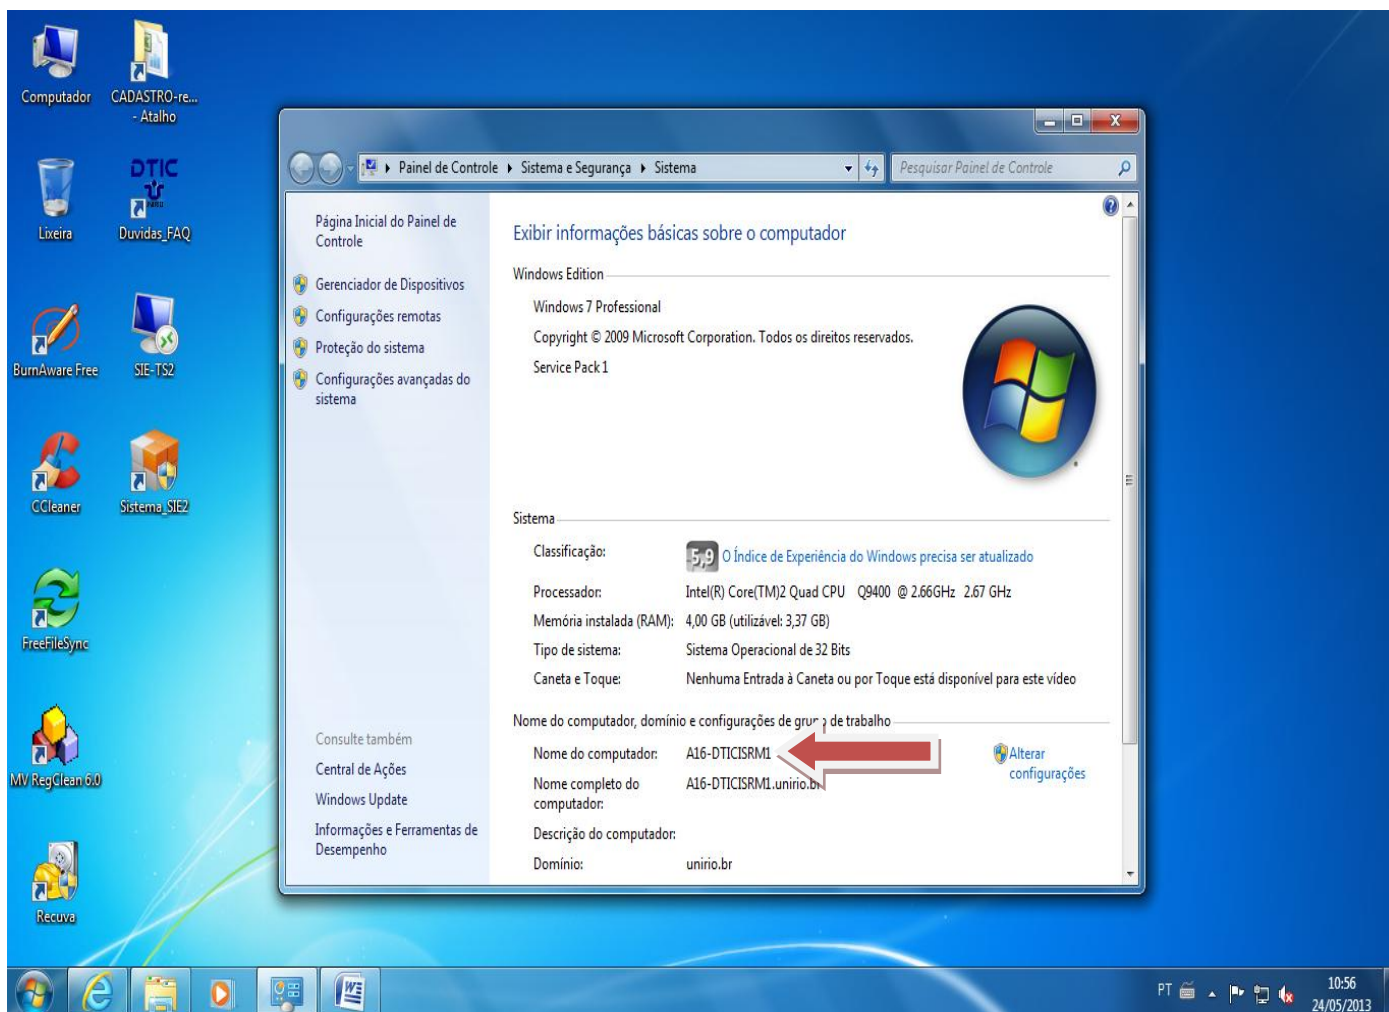 Computador
CADASTRO-re...
- Atalho
Lixeira
DTIC
Duvidas_FAQ
BurnAware Free
SIE-TS2
CCleaner
Sistema_SIE2
FreeFileSync
MV RegClean 6.0
Recuva
Painel de Controle
Sistema e Segurança
Sistema
Pesquisar Painel de Controle
Página Inicial do Painel de
Controle
Gerenciador de Dispositivos
Configurações remotas
Proteção do sistema
Configurações avançadas do
sistema
Consulte também
Central de Ações
Windows Update
Informações e Ferramentas de
Desempenho
Exibir informações básicas sobre o computador
Windows Edition
Windows 7 Professional
Copyright © 2009 Microsoft Corporation. Todos os direitos reservados.
Service Pack 1
Sistema
Classificação:
5,9 O Índice de Experiência do Windows precisa ser atualizado
Processador: Intel(R) Core(TM)2 Quad CPU Q9400 @ 2.66GHz 2.67 GHz
Memória instalada (RAM): 4,00 GB (utilizável: 3,37 GB)
Tipo de sistema: Sistema Operacional de 32 Bits
Caneta e Toque: Nenhuma Entrada à Caneta ou por Toque está disponível para este vídeo
Nome do computador, domínio e configurações de grupo de trabalho
Nome do computador: A16-DTICISRM1
Alterar
configurações
Nome completo do
computador:
A16-DTICISRM1.unirio.br
Descrição do computador:
Domínio: unirio.br
PT
10:56
24/05/2013